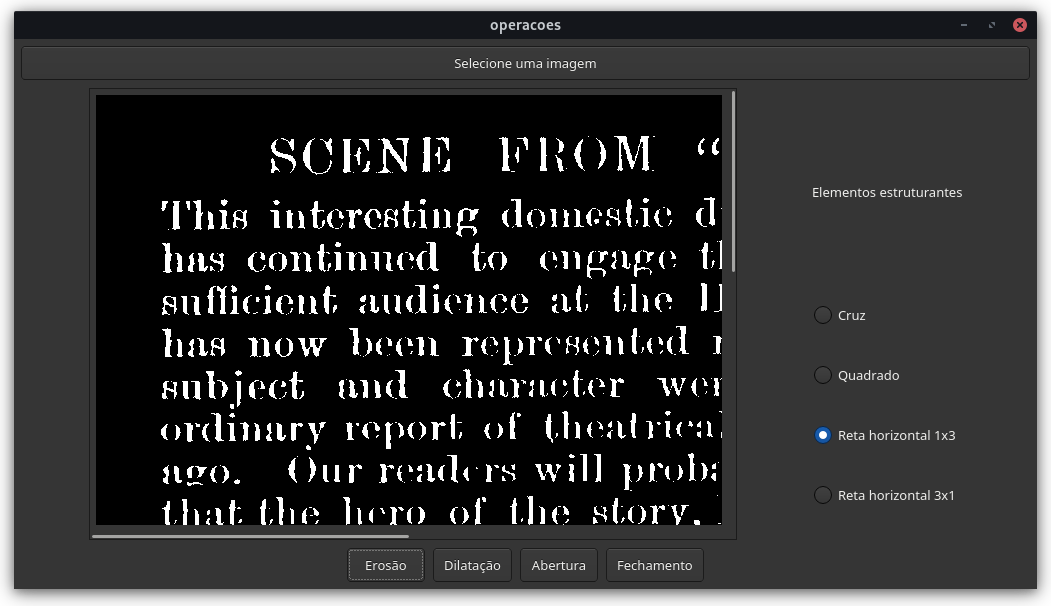 operacoes
Selecione uma imagem
SCENE FROM “
This interesting domestic d
has continued to engage th
sufficient audience at the
has now been represented
subject and character wer
ordinary report of theatrical
ago. Our readers will proba
that the hero of the story,
Elementos estruturantes
Cruz
Quadrado
Reta horizontal 1x3
Reta horizontal 3x1
Erosão
Dilatação
Abertura
Fechamento